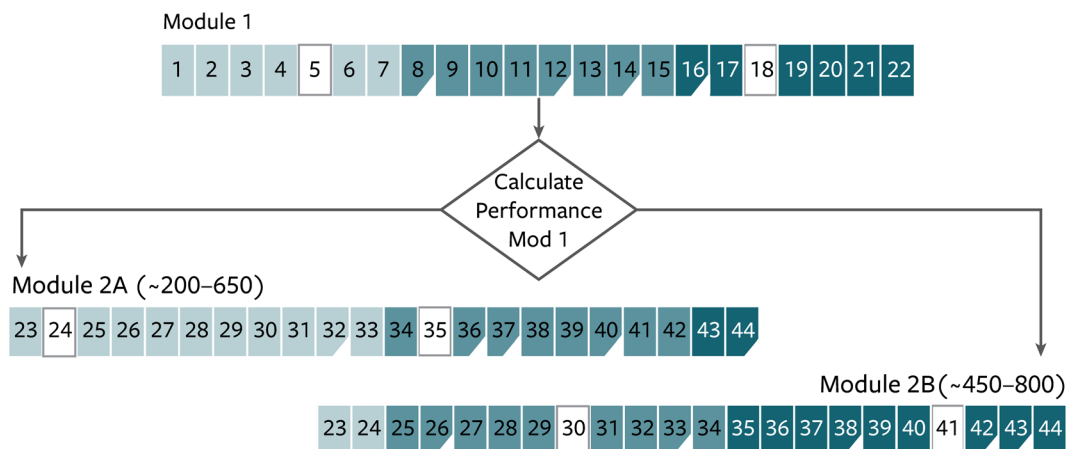 Module 1
1 2 3 4 5 6 7 8 9 10 11 12 13 14 15 16 17 18 19 20 21 22
Calculate
Performance
Mod 1
Module 2A (~200–650)
23 24 25 26 27 28 29 30 31 32 33 34 35 36 37 38 39 40 41 42 43 44
Module 2B (~450–800)
23 24 25 26 27 28 29 30 31 32 33 34 35 36 37 38 39 40 41 42 43 44